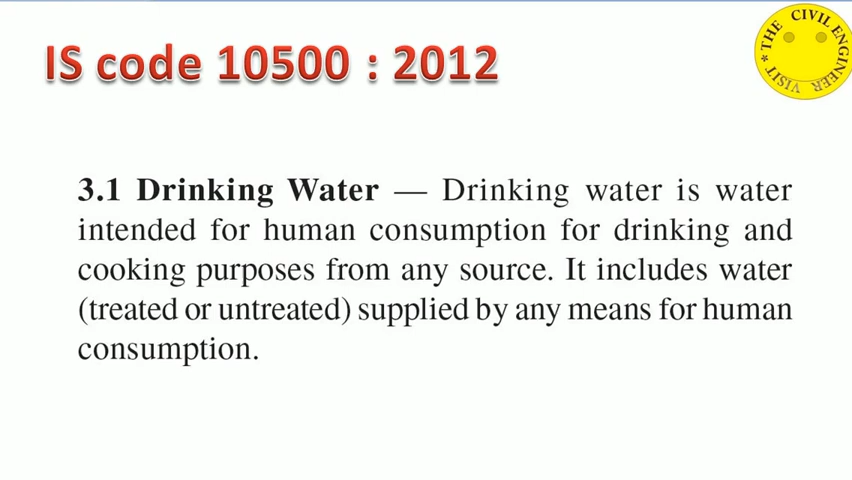 IS code 10500 : 2012
*THE CIVIL ENGINEER VISIT*
3.1 Drinking Water — Drinking water is water
intended for human consumption for drinking and
cooking purposes from any source. It includes water
(treated or untreated) supplied by any means for human
consumption.